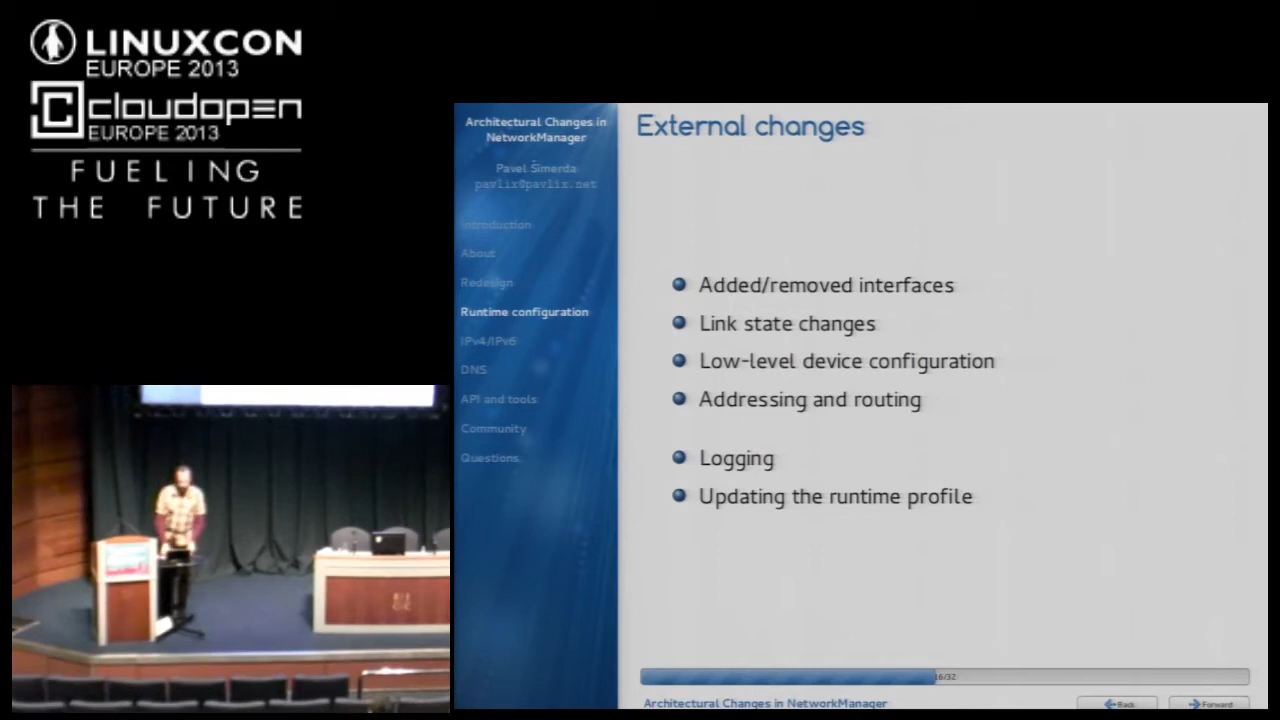 LINUXCON
EUROPE 2013
cloudopen
EUROPE 2013
FUELING
THE FUTURE
Architectural Changes in
NetworkManager
Pavel Šimerda
pavlix@pavlix.net
Introduction
About
Redesign
Runtime configuration
IPv4/IPv6
DNS
API and tools
Community
Questions
External changes
Added/removed interfaces
Link state changes
Low-level device configuration
Addressing and routing
Logging
Updating the runtime profile
16/32
Architectural Changes in NetworkManager
Back
Forward